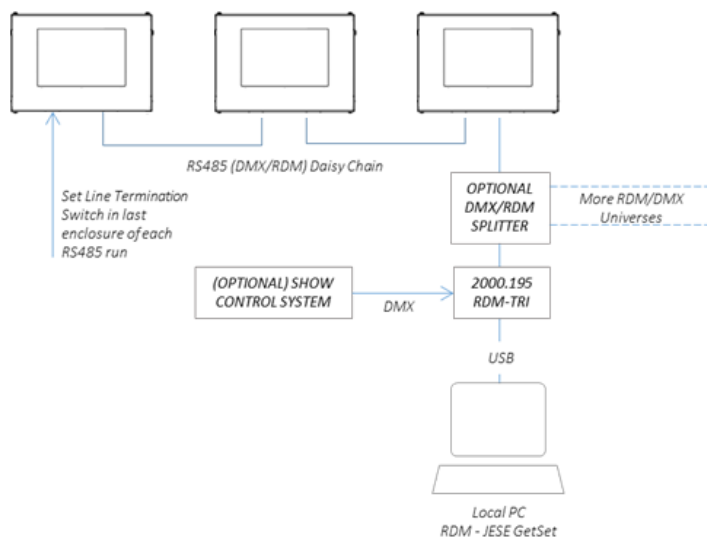 RS485 (DMX/RDM) Daisy Chain
Set Line Termination
Switch in last
enclosure of each
RS485 run
OPTIONAL
DMX/RDM
SPLITTER
More RDM/DMX
Universes
(OPTIONAL) SHOW
CONTROL SYSTEM
DMX
2000.195
RDM-TRI
USB
Local PC
RDM - JESE GetSet